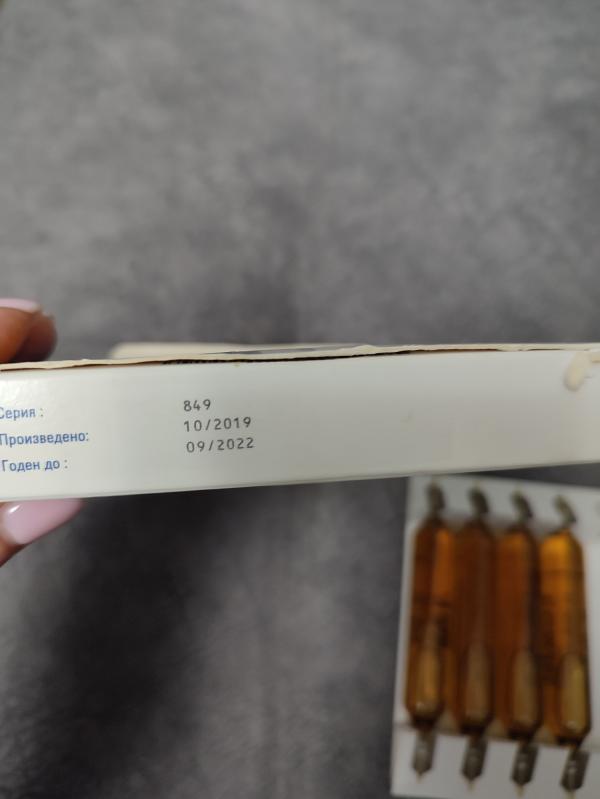 Серия : 849
Произведено: 10/2019
Годен до : 09/2022